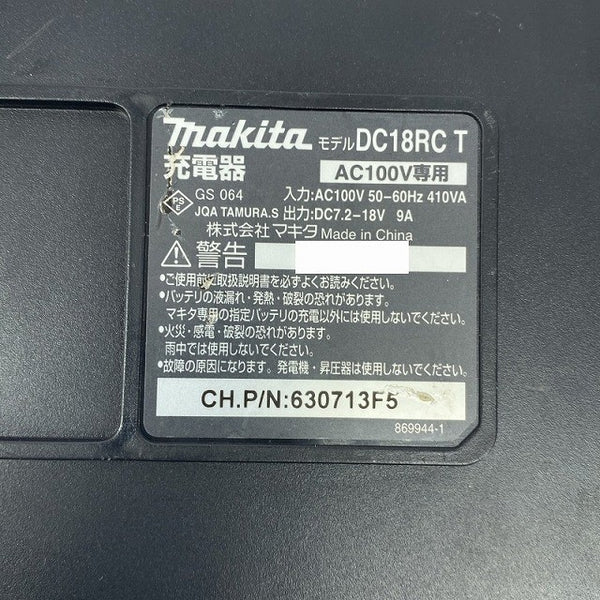 makita モデル DC18RC T
充電器 AC100V専用
PS E GS 064 入力:AC100V 50-60Hz 410VA
JQA TAMURA.S 出力:DC7.2-18V 9A
株式会社マキタ Made in China
警告
•ご使用前に取扱説明書を必ずよくお読みください。
•バッテリの液漏れ・発熱・破裂の恐れがあります。
マキタ専用の指定バッテリの充電以外には使用しないでください。
•火災・感電・破裂の恐れがあります。
雨中では使用しないでください。
•故障の原因になります。発電機・昇圧器は使用しないでください。
CH.P/N:630713F5
869944-1